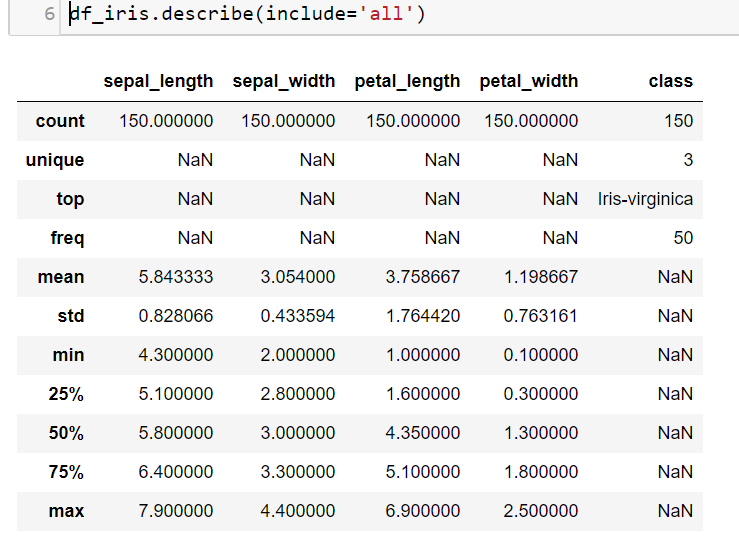 6 df_iris.describe(include='all')
sepal_length sepal_width petal_length petal_width class
count 150.000000 150.000000 150.000000 150.000000 150
unique NaN NaN NaN NaN 3
top NaN NaN NaN NaN Iris-virginica
freq NaN NaN NaN NaN 50
mean 5.843333 3.054000 3.758667 1.198667 NaN
std 0.828066 0.433594 1.764420 0.763161 NaN
min 4.300000 2.000000 1.000000 0.100000 NaN
25% 5.100000 2.800000 1.600000 0.300000 NaN
50% 5.800000 3.000000 4.350000 1.300000 NaN
75% 6.400000 3.300000 5.100000 1.800000 NaN
max 7.900000 4.400000 6.900000 2.500000 NaN